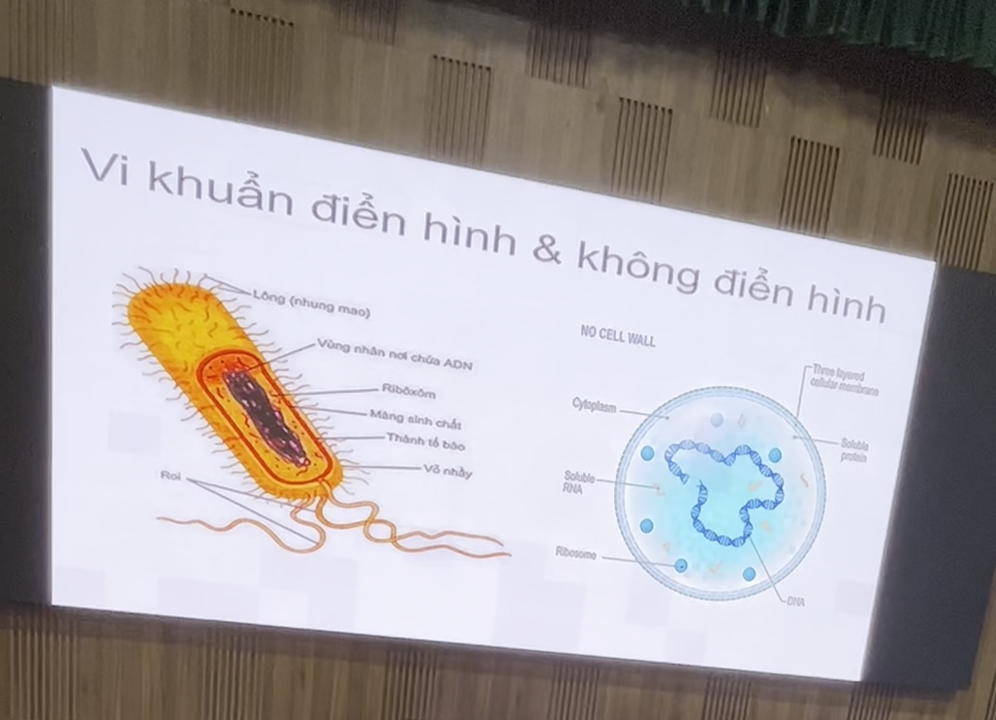 Vi khuẩn điển hình & không điển hình
Lông (nhung mao)
Vùng nhân nơi chứa ADN
Ribôxôm
Màng sinh chất
Thành tế bào
Vỏ nhầy
Roi
NO CELL WALL
Three layered
cellular membrane
Cytoplasm
Soluble
protein
Soluble
RNA
Ribosome
DNA